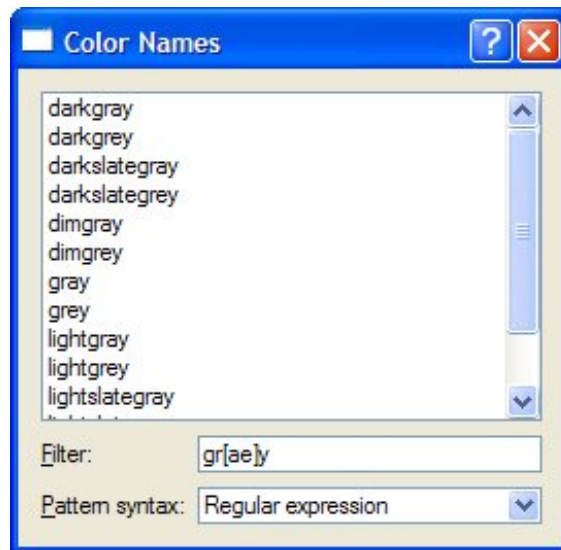 Color Names
darkgray
darkgrey
darkslategray
darkslategrey
dimgray
dimgrey
gray
grey
lightgray
lightgrey
lightslategray
Filter: gr[ae]y
Pattern syntax: Regular expression